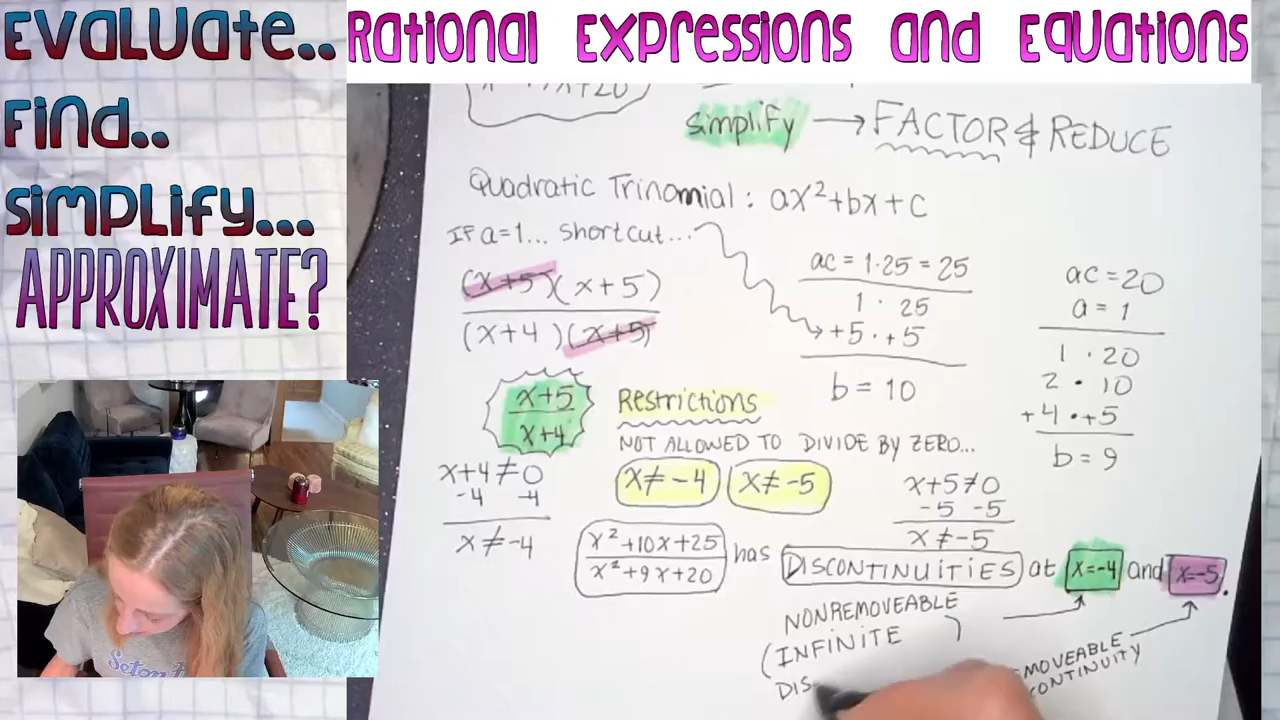 Evaluate..
Find..
Simplify...
APPROXIMATE?
Rational Expressions and Equations
x+20
simplify → FACTOR & REDUCE
Quadratic Trinomial : ax²+bx+c
IF a=1... shortcut...
(x+5)(x+5)
(x+4)(x+5)
ac = 1·25 = 25
1 · 25
+5 · +5
b = 10
ac = 20
a = 1
1 · 20
2 · 10
+4 · +5
b = 9
x+5
x+4
Restrictions
NOT ALLOWED TO DIVIDE BY ZERO...
x≠-4 x≠-5
x+4≠0
-4 -4
x≠-4
x+5≠0
-5 -5
x≠-5
x²+10x+25
x²+9x+20
has DISCONTINUITIES at x=-4 and x=-5.
NONREMOVEABLE
(INFINITE )
DIS
MOVEABLE
CONTINUITY
Seton